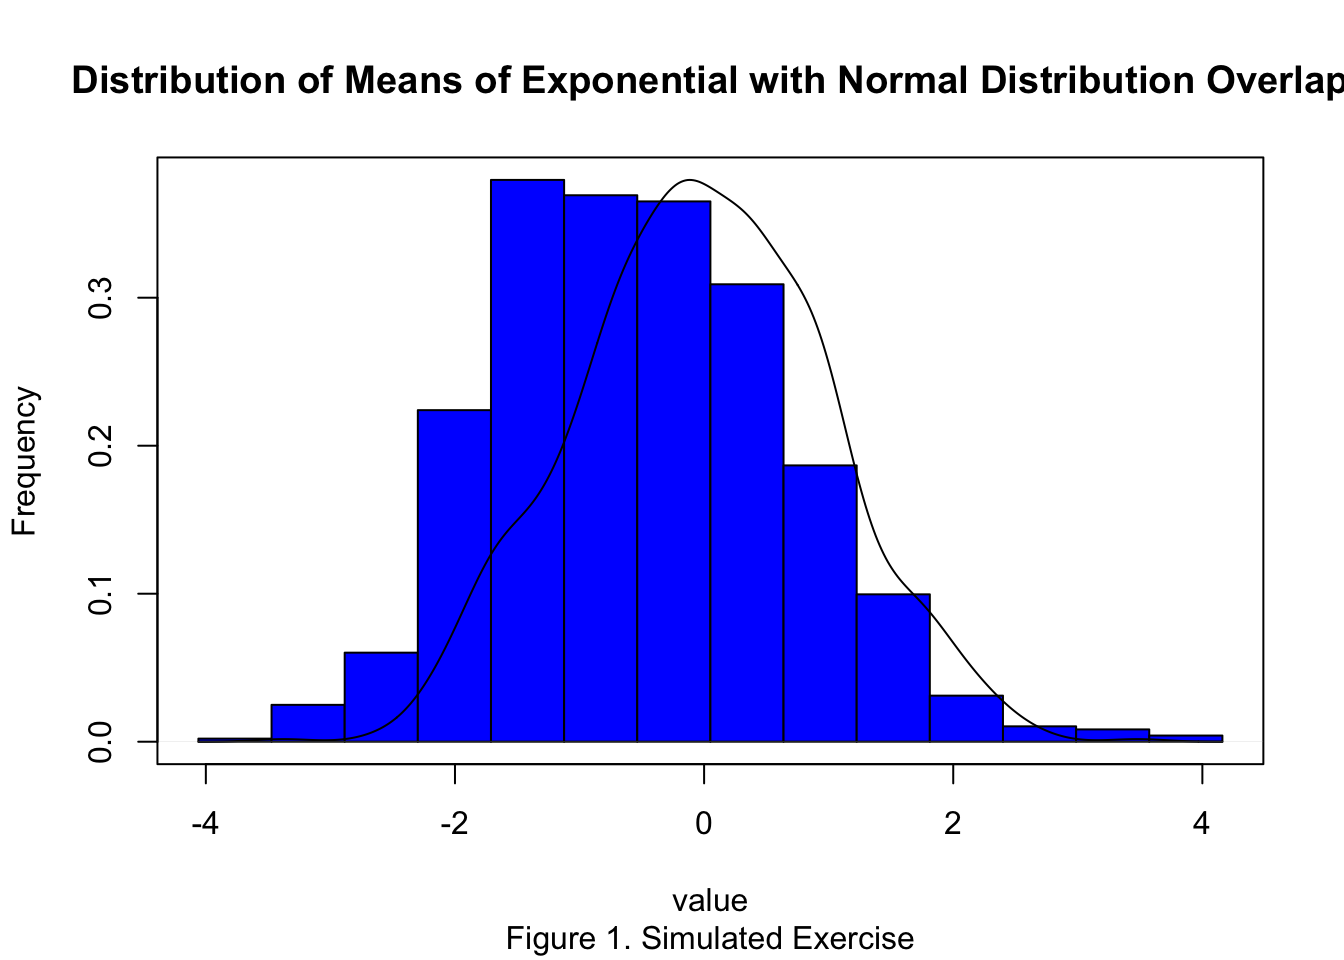 Distribution of Means of Exponential with Normal Distribution Overlap
Frequency
0.3
0.2
0.1
0.0
-4 -2 0 2 4
value
Figure 1. Simulated Exercise